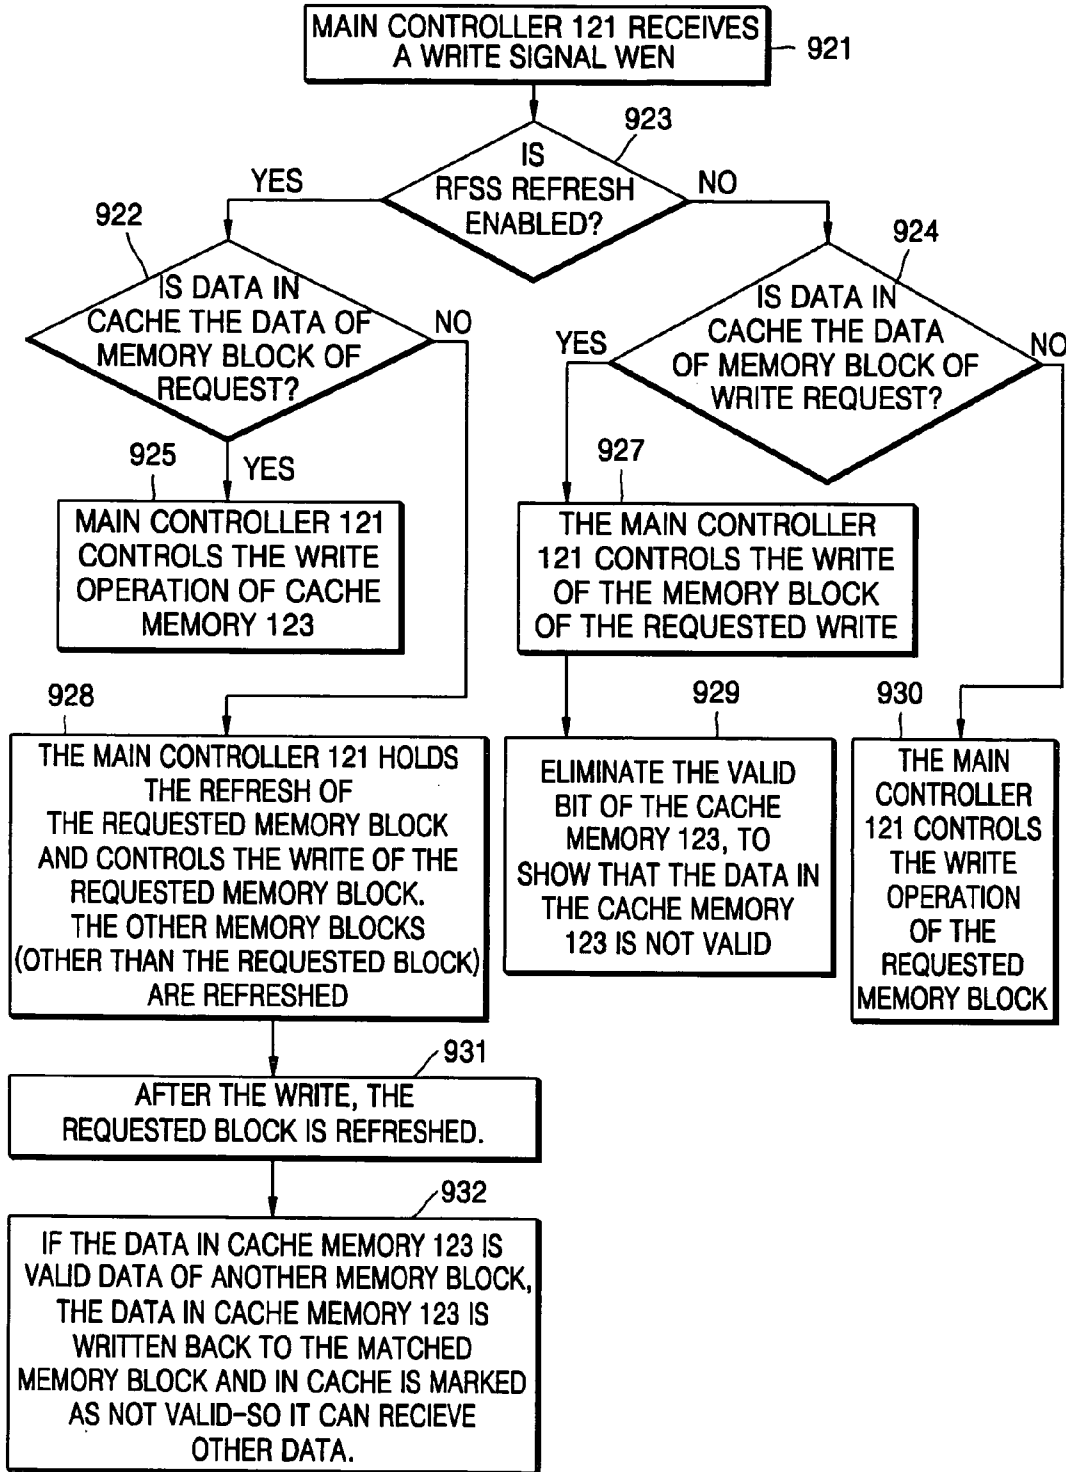 MAIN CONTROLLER 121 RECEIVES
A WRITE SIGNAL WEN
921
923
IS
RFSS REFRESH
ENABLED?
YES
NO
922
IS DATA IN
CACHE THE DATA OF
MEMORY BLOCK OF
REQUEST?
NO
YES
924
IS DATA IN
CACHE THE DATA
OF MEMORY BLOCK OF
WRITE REQUEST?
YES
NO
925
MAIN CONTROLLER 121
CONTROLS THE WRITE
OPERATION OF CACHE
MEMORY 123
927
THE MAIN CONTROLLER
121 CONTROLS THE WRITE
OF THE MEMORY BLOCK
OF THE REQUESTED WRITE
928
THE MAIN CONTROLLER 121 HOLDS
THE REFRESH OF
THE REQUESTED MEMORY BLOCK
AND CONTROLS THE WRITE OF THE
REQUESTED MEMORY BLOCK.
THE OTHER MEMORY BLOCKS
(OTHER THAN THE REQUESTED BLOCK)
ARE REFRESHED
929
ELIMINATE THE VALID
BIT OF THE CACHE
MEMORY 123, TO
SHOW THAT THE DATA IN
THE CACHE MEMORY
123 IS NOT VALID
930
THE MAIN
CONTROLLER
121 CONTROLS
THE WRITE
OPERATION
OF THE
REQUESTED
MEMORY BLOCK
931
AFTER THE WRITE, THE
REQUESTED BLOCK IS REFRESHED.
932
IF THE DATA IN CACHE MEMORY 123 IS
VALID DATA OF ANOTHER MEMORY BLOCK,
THE DATA IN CACHE MEMORY 123 IS
WRITTEN BACK TO THE MATCHED
MEMORY BLOCK AND IN CACHE IS MARKED
AS NOT VALID-SO IT CAN RECIEVE
OTHER DATA.